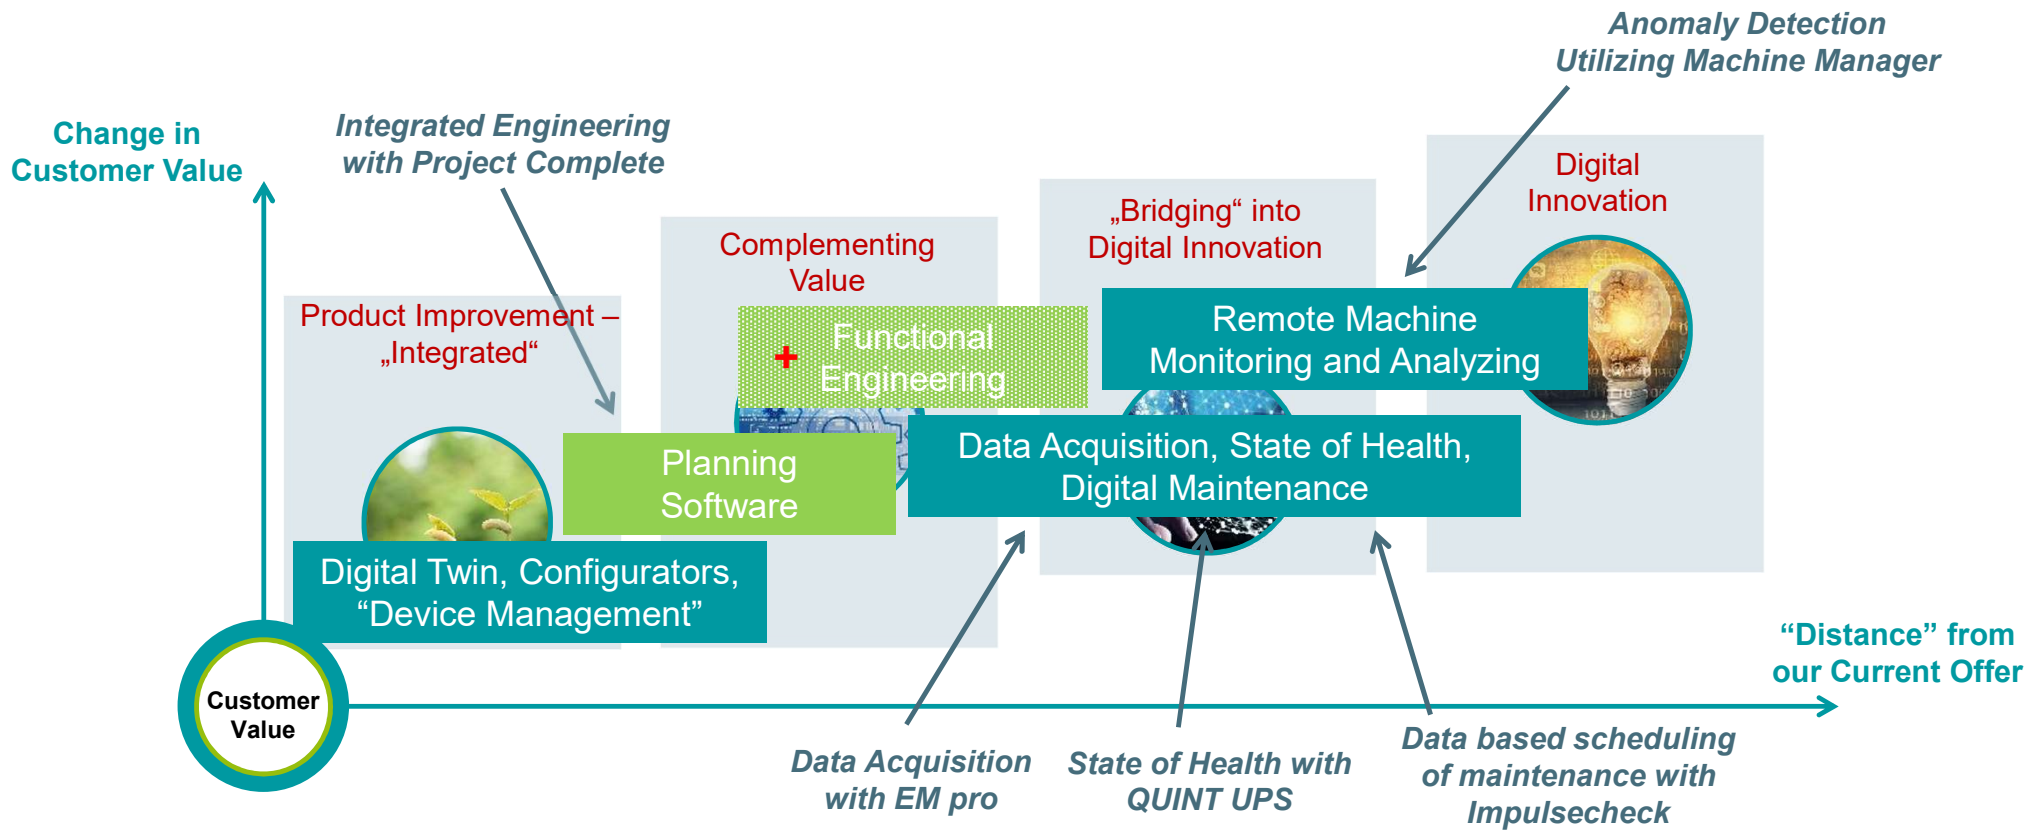 Anomaly Detection
Utilizing Machine Manager
Change in
Customer Value
Integrated Engineering
with Project Complete
Digital
Innovation
„Bridging“ into
Digital Innovation
Complementing
Value
Product Improvement –
„Integrated“
+ Functional
Engineering
Remote Machine
Monitoring and Analyzing
Planning
Software
Data Acquisition, State of Health,
Digital Maintenance
Digital Twin, Configurators,
“Device Management”
“Distance” from
our Current Offer
Customer
Value
Data Acquisition
with EM pro
State of Health with
QUINT UPS
Data based scheduling
of maintenance with
Impulsecheck